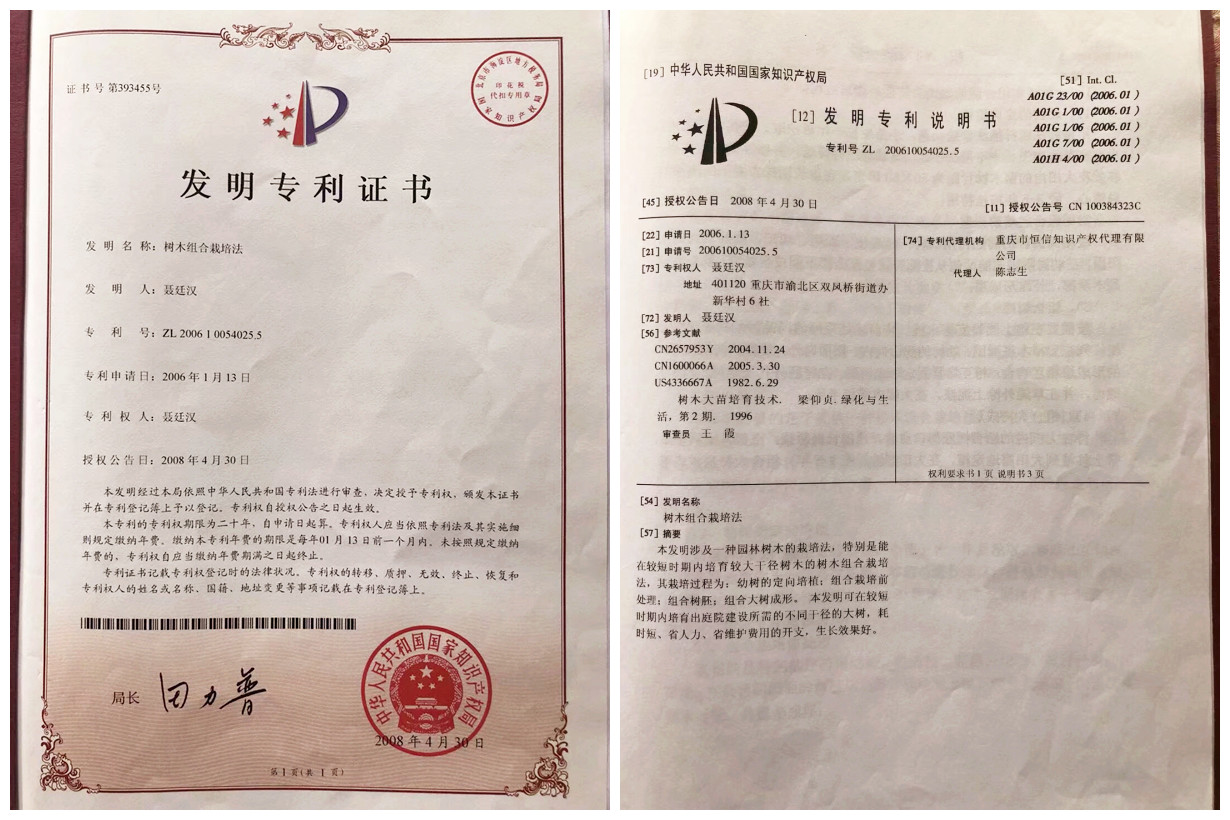 证书号第393455号
北京市海淀区地方税务局
印花税
代扣专用章
国家知识产权局
发明专利证书
发明名称：树木组合栽培法
发明人：聂廷汉
专利号：ZL 2006 1 0054025.5
专利申请日：2006年1月13日
专利权人：聂廷汉
授权公告日：2008年4月30日
本发明经过本局依照中华人民共和国专利法进行审查，决定授予专利权，颁发本证书
并在专利登记簿上予以登记。专利权自授权公告之日起生效。
本专利的专利权期限为二十年，自申请日起算。专利权人应当依照专利法及其实施细
则规定缴纳年费。缴纳本专利年费的期限是每年01月13日前一个月内。未按照规定缴纳
年费的，专利权自应当缴纳年费期满之日起终止。
专利证书记载专利权登记时的法律状况。专利权的转移、质押、无效、终止、恢复和
专利权人的姓名或名称、国籍、地址变更等事项记载在专利登记簿上。
局长 田力普
中华人民共和国国家知识产权局
2008年4月30日
第1页(共1页)
[19] 中华人民共和国国家知识产权局
[51] Int. Cl.
A01G 23/00 (2006.01)
A01G 1/00 (2006.01)
A01G 1/06 (2006.01)
A01G 7/00 (2006.01)
A01H 4/00 (2006.01)
[12] 发明专利说明书
专利号 ZL 200610054025.5
[45] 授权公告日 2008年4月30日
[11] 授权公告号 CN 100384323C
[22] 申请日 2006.1.13
[21] 申请号 200610054025.5
[73] 专利权人 聂廷汉
地址 401120 重庆市渝北区双凤桥街道办
新华村6社
[72] 发明人 聂廷汉
[56] 参考文献
CN2657953Y 2004.11.24
CN1600066A 2005.3.30
US4336667A 1982.6.29
树木大苗培育技术. 梁仰贞.绿化与生
活，第2期. 1996
审查员 王 霞
[74] 专利代理机构 重庆市恒信知识产权代理有限
公司
代理人 陈志生
权利要求书1页 说明书3页
[54] 发明名称
树木组合栽培法
[57] 摘要
本发明涉及一种园林树木的栽培法，特别是能
在较短时期内培育较大干径树木的树木组合栽培
法，其栽培过程为：幼树的定向培植；组合栽培前
处理；组合树胚；组合大树成形。本发明可在较短
时期内培育出庭院建设所需的不同干径的大树，耗
时短、省人力、省维护费用的开支，生长效果好。